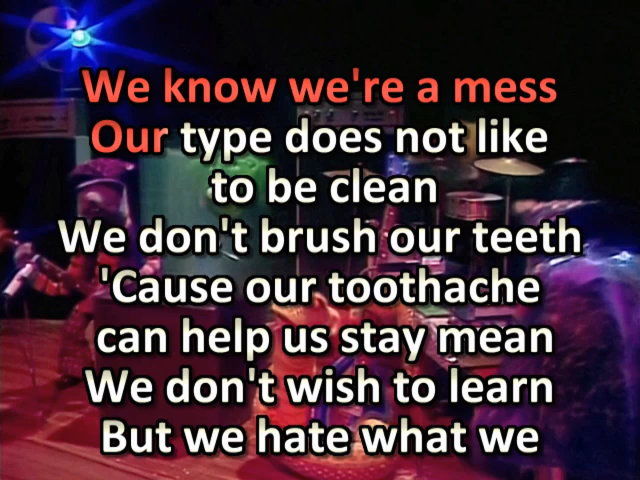 We know we're a mess
Our type does not like
to be clean
We don't brush our teeth
'Cause our toothache
can help us stay mean
We don't wish to learn
But we hate what we